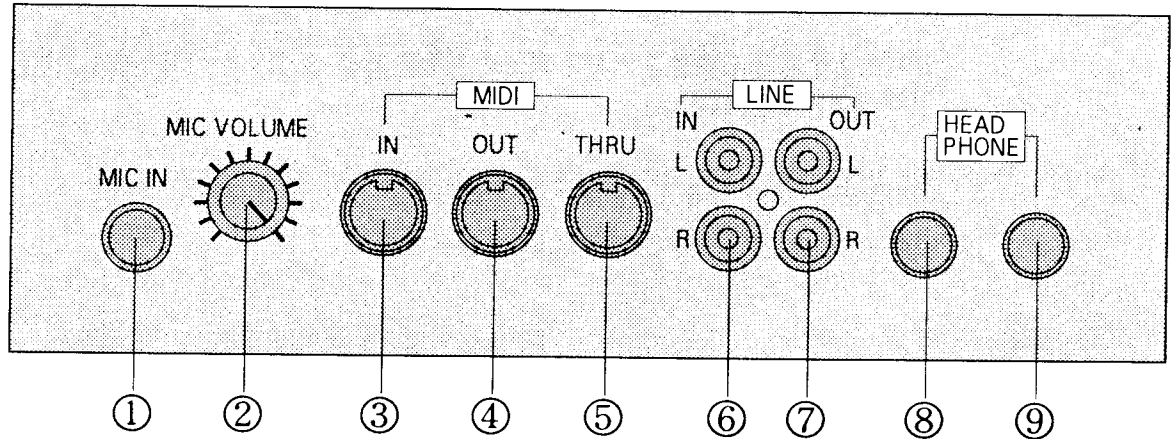 MIDI
LINE
MIC VOLUME
IN
OUT
THRU
IN
OUT
HEAD
PHONE
MIC IN
L
L
R
R
① ② ③ ④ ⑤ ⑥ ⑦ ⑧ ⑨